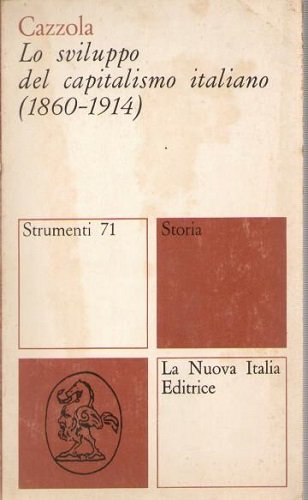 Cazzola
Lo sviluppo
del capitalismo italiano
(1860-1914)
Strumenti 71
Storia
La Nuova Italia
Editrice